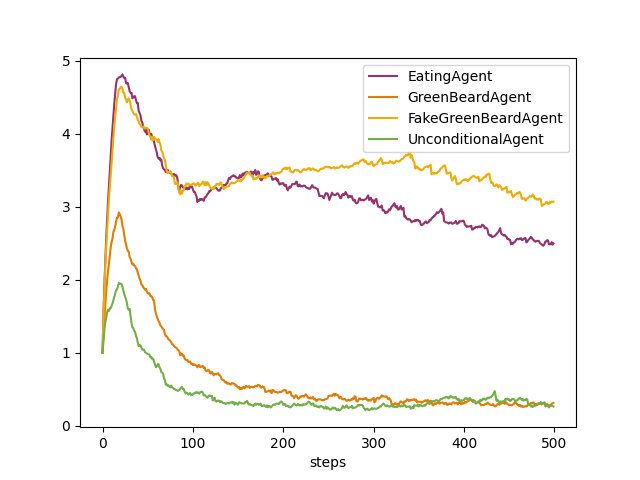 5
4
3
2
1
0
EatingAgent
GreenBeardAgent
FakeGreenBeardAgent
UnconditionalAgent
0 100 200 300 400 500
steps